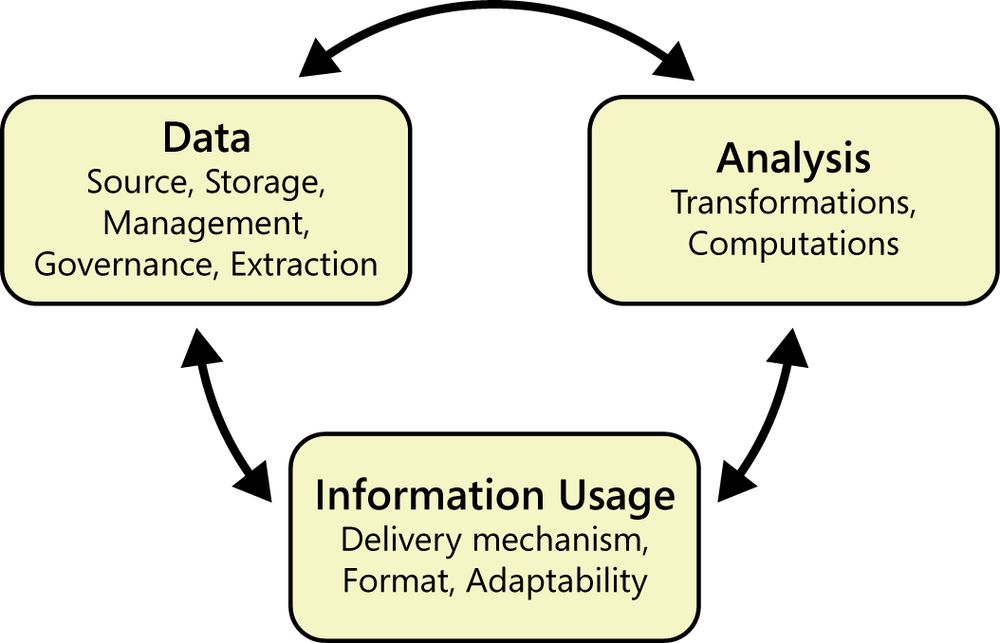 Data
Source, Storage,
Management,
Governance, Extraction
Analysis
Transformations,
Computations
Information Usage
Delivery mechanism,
Format, Adaptability